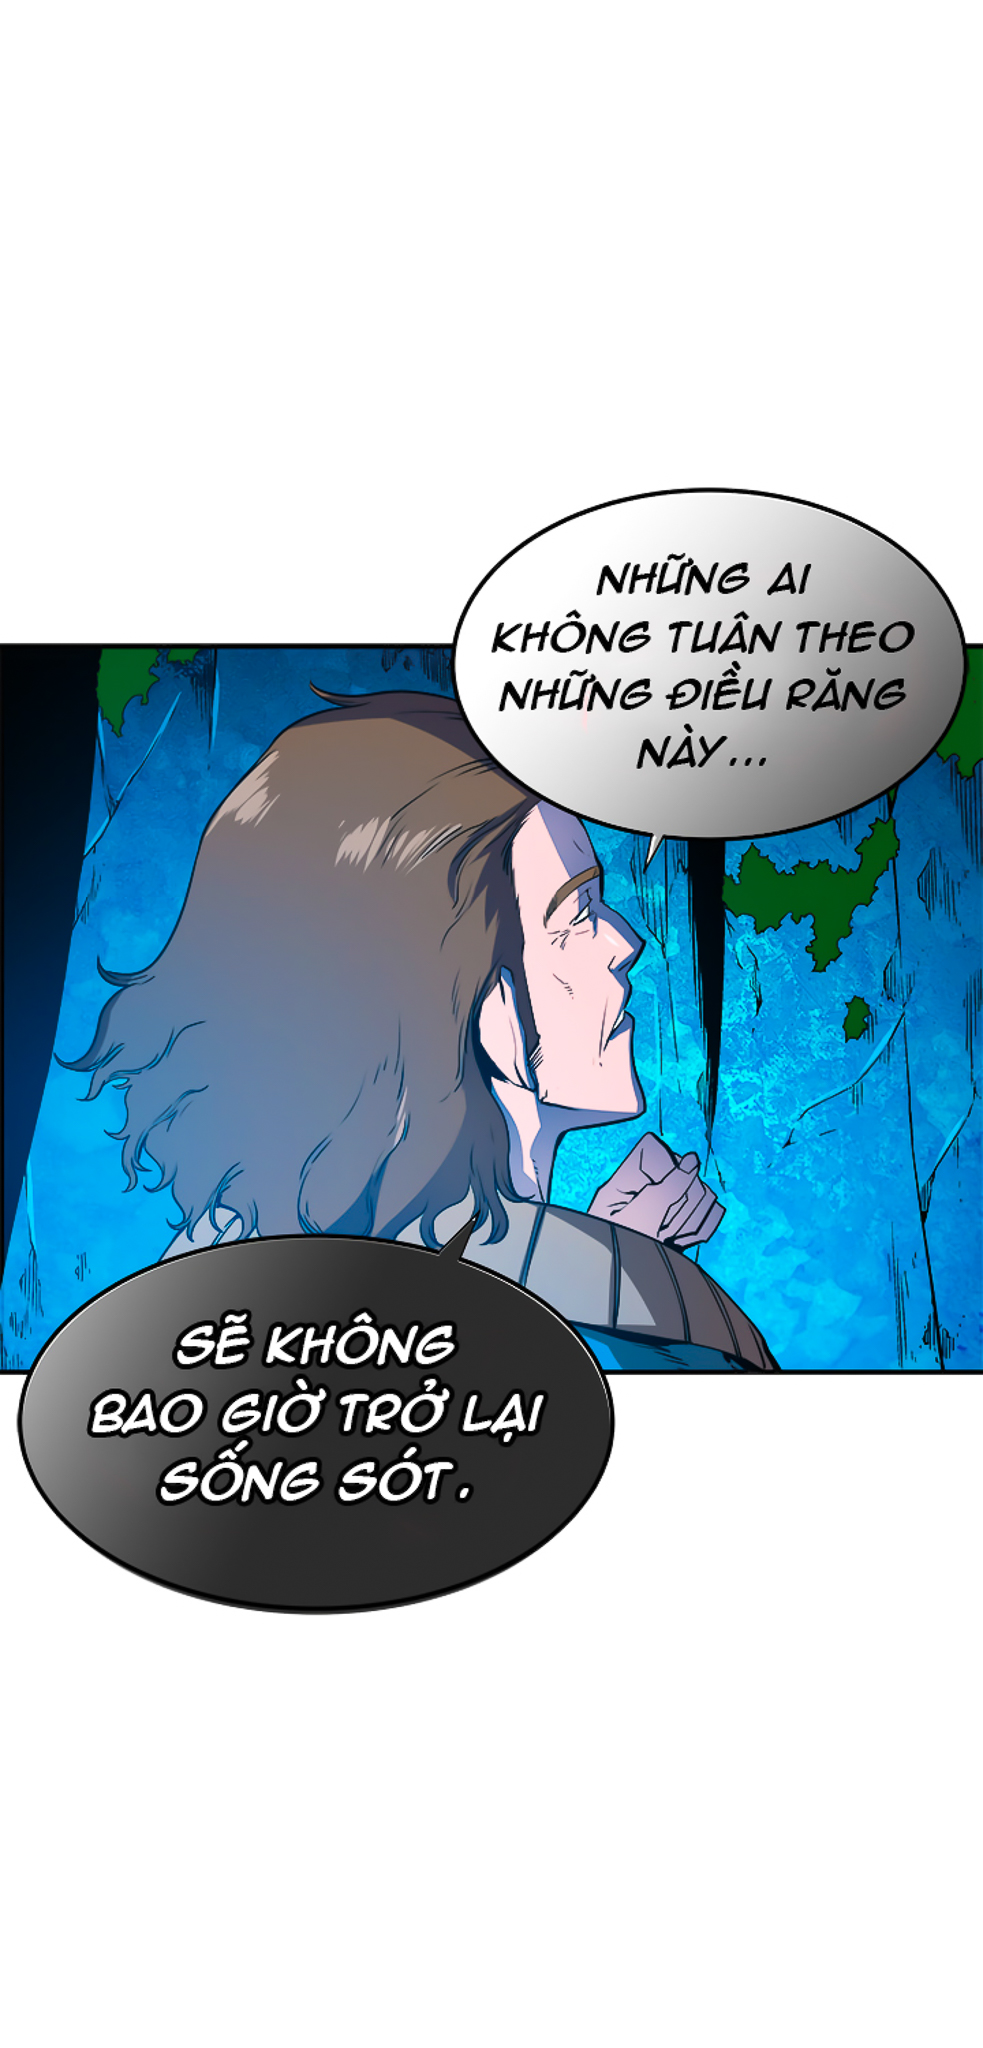 NHỮNG AI
KHÔNG TUÂN THEO
NHỮNG ĐIỀU RĂNG
NÀY...
SẼ KHÔNG
BAO GIỜ TRỞ LẠI
SỐNG SÓT.